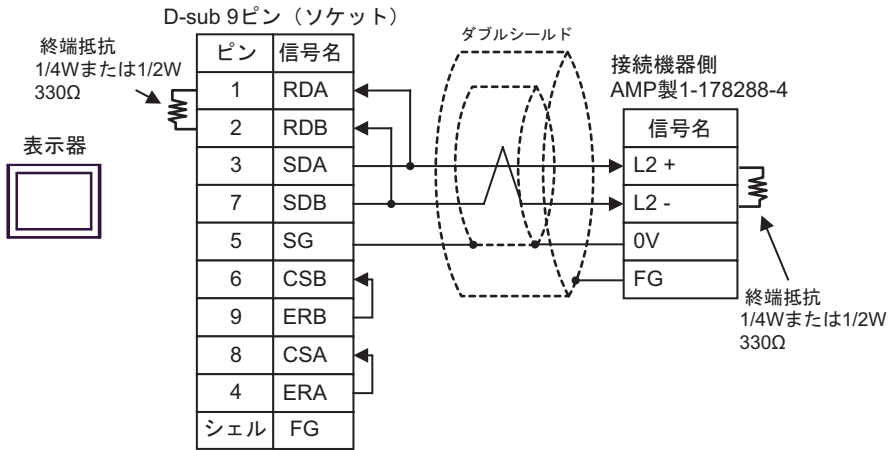 D-sub 9ピン（ソケット）
終端抵抗
1/4Wまたは1/2W
330Ω
表示器
ピン 信号名
1 RDA
2 RDB
3 SDA
7 SDB
5 SG
6 CSB
9 ERB
8 CSA
4 ERA
シェル FG
ダブルシールド
接続機器側
AMP製1-178288-4
信号名
L2 +
L2 -
0V
FG
終端抵抗
1/4Wまたは1/2W
330Ω